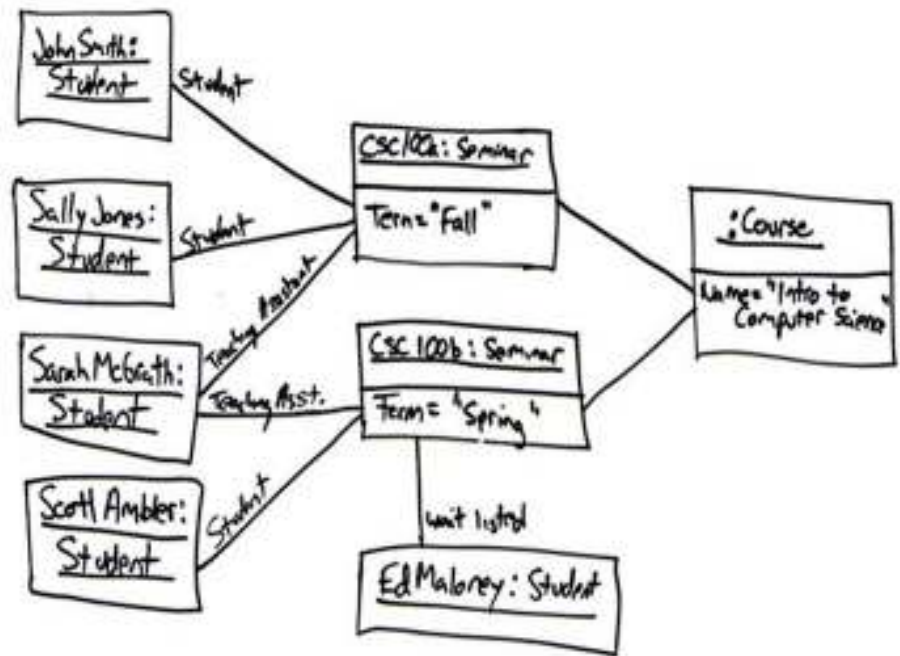 John Smith:
Student
Student
Sally Jones:
Student
Student
Sarah McGrath:
Student
Teaching Assistant
Teaching Asst.
Scott Ambler:
Student
Student
CSC100a: Seminar
Term="Fall"
CSC 100b: Seminar
Term= "Spring"
wait listed
Ed Maloney: Student
:Course
Name="Intro to
Computer Science"